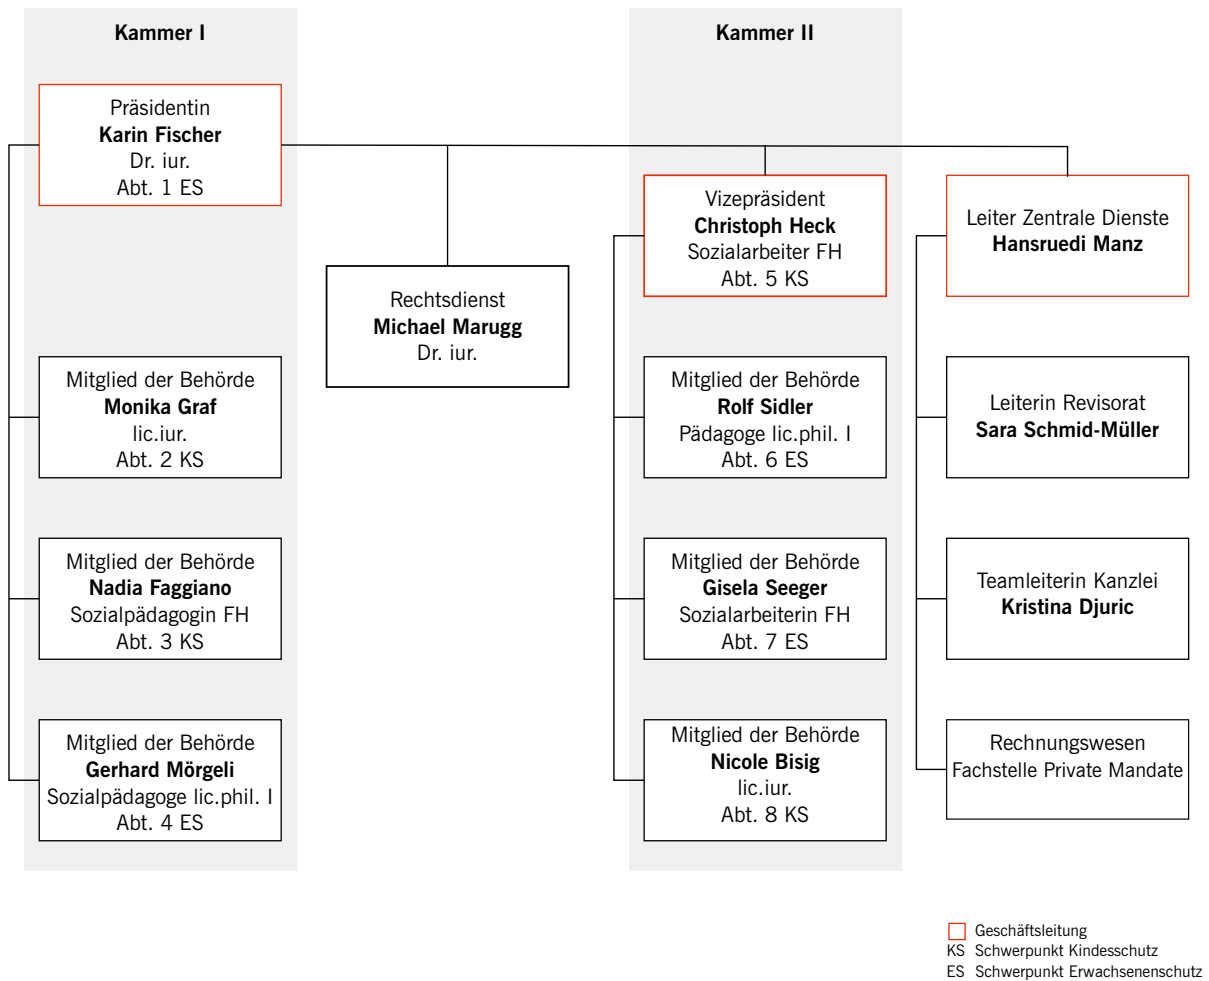 Kammer I
Präsidentin
Karin Fischer
Dr. iur.
Abt. 1 ES
Mitglied der Behörde
Monika Graf
lic.iur.
Abt. 2 KS
Mitglied der Behörde
Nadia Faggiano
Sozialpädagogin FH
Abt. 3 KS
Mitglied der Behörde
Gerhard Mörgeli
Sozialpädagoge lic.phil. I
Abt. 4 ES
Rechtsdienst
Michael Marugg
Dr. iur.
Kammer II
Vizepräsident
Christoph Heck
Sozialarbeiter FH
Abt. 5 KS
Mitglied der Behörde
Rolf Sidler
Pädagoge lic.phil. I
Abt. 6 ES
Mitglied der Behörde
Gisela Seeger
Sozialarbeiterin FH
Abt. 7 ES
Mitglied der Behörde
Nicole Bisig
lic.iur.
Abt. 8 KS
Leiter Zentrale Dienste
Hansruedi Manz
Leiterin Revisorat
Sara Schmid-Müller
Teamleiterin Kanzlei
Kristina Djuric
Rechnungswesen
Fachstelle Private Mandate
Geschäftsleitung
KS Schwerpunkt Kindesschutz
ES Schwerpunkt Erwachsenenschutz